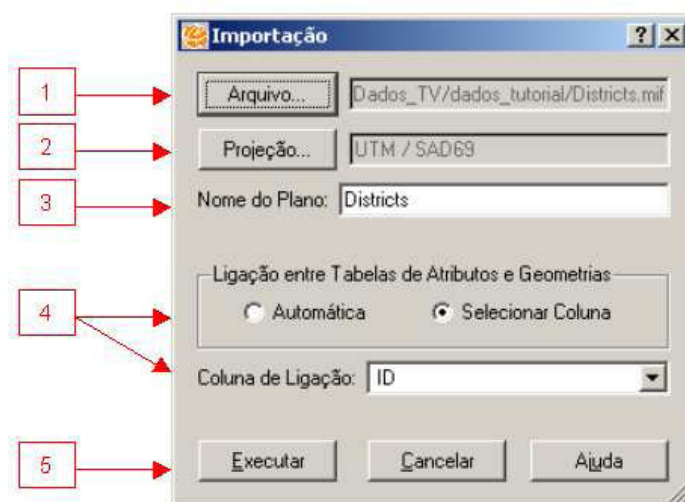 Importação
1
Arquivo...
Dados_TV/dados_tutorial/Districts.mif
2
Projeção...
UTM / SAD69
3
Nome do Plano: Districts
Ligação entre Tabelas de Atributos e Geometrias
4
Automática
Selecionar Coluna
Coluna de Ligação: ID
5
Executar
Cancelar
Ajuda